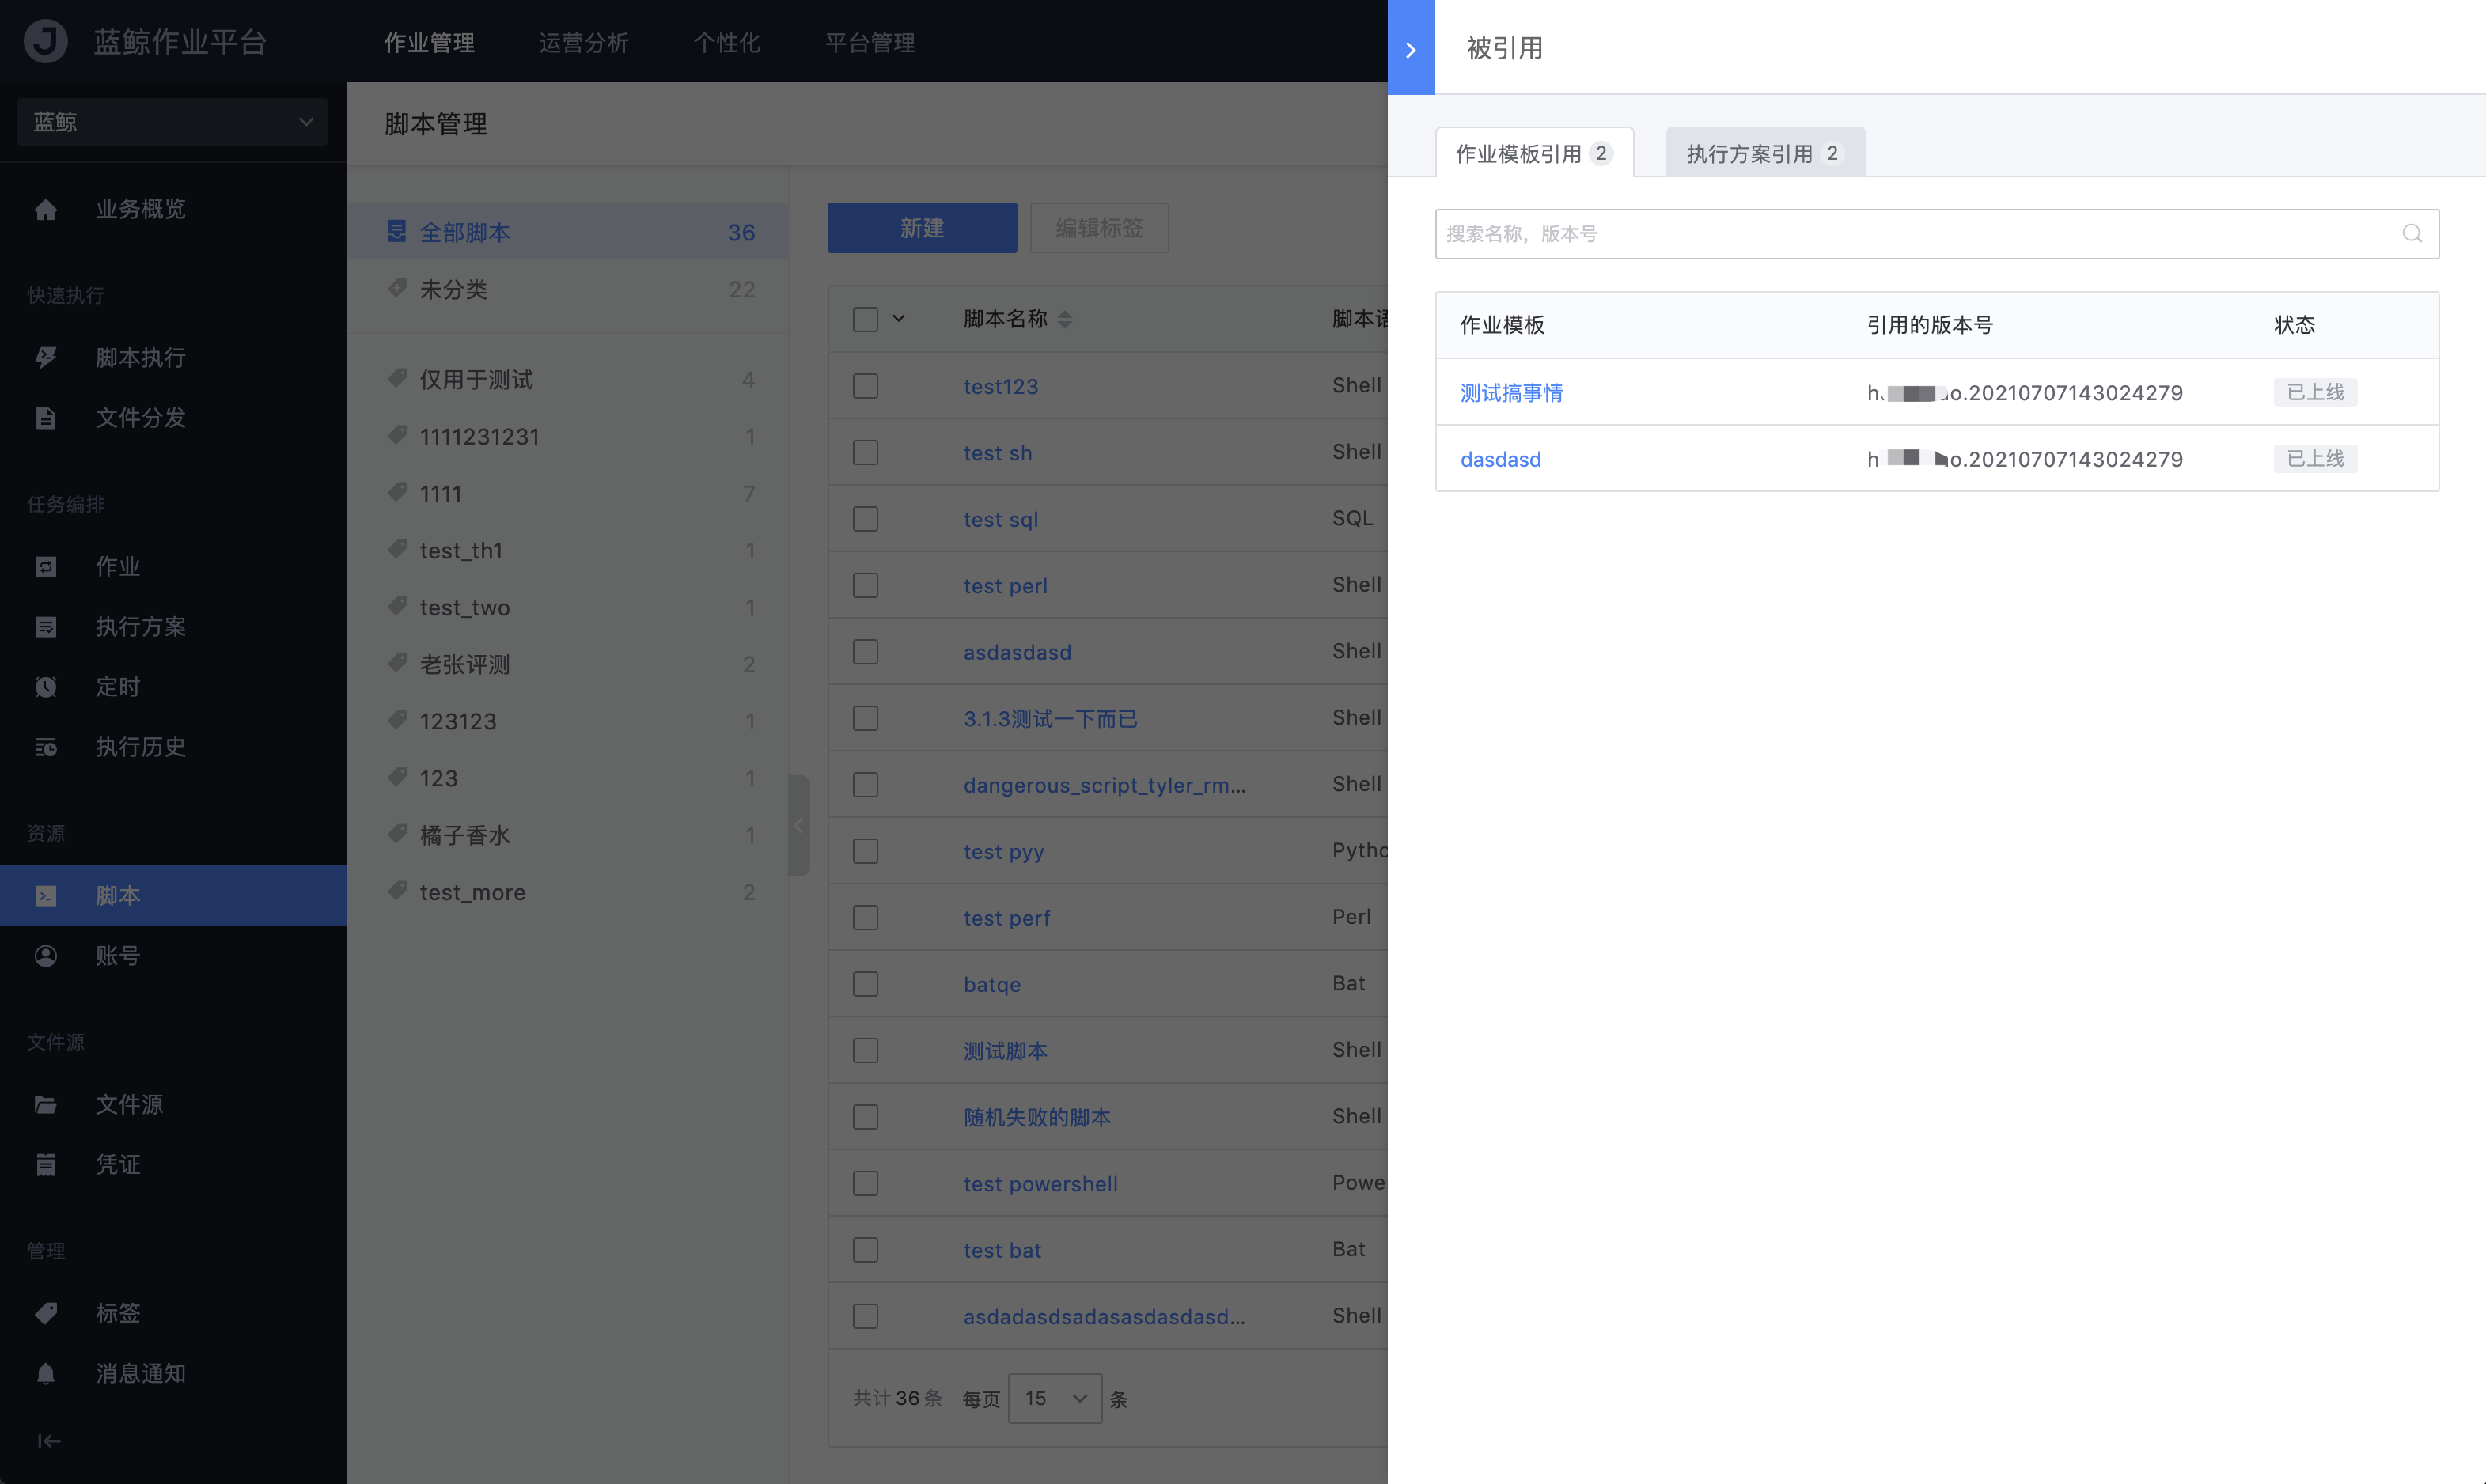 蓝鲸作业平台
作业管理 运营分析 个性化 平台管理
蓝鲸
业务概览
快速执行
脚本执行
文件分发
任务编排
作业
执行方案
定时
执行历史
资源
脚本
账号
文件源
文件源
凭证
管理
标签
消息通知
脚本管理
全部脚本 36
未分类 22
仅用于测试 4
1111231231 1
1111 7
test_th1 1
test_two 1
老张评测 2
123123 1
123 1
橘子香水 1
test_more 2
新建 编辑标签
脚本名称 脚本语
test123 Shell
test sh Shell
test sql SQL
test perl Shell
asdasdasd Shell
3.1.3测试一下而已 Shell
dangerous_script_tyler_rm... Shell
test pyy Pytho
test perf Perl
batqe Bat
测试脚本 Shell
随机失败的脚本 Shell
test powershell Powe
test bat Bat
asdadasdsadasasdasdasd... Shell
共计 36 条 每页 15 条
被引用
作业模板引用 2 执行方案引用 2
搜索名称，版本号
作业模板 引用的版本号 状态
测试搞事情 h o.20210707143024279 已上线
dasdasd h o.20210707143024279 已上线